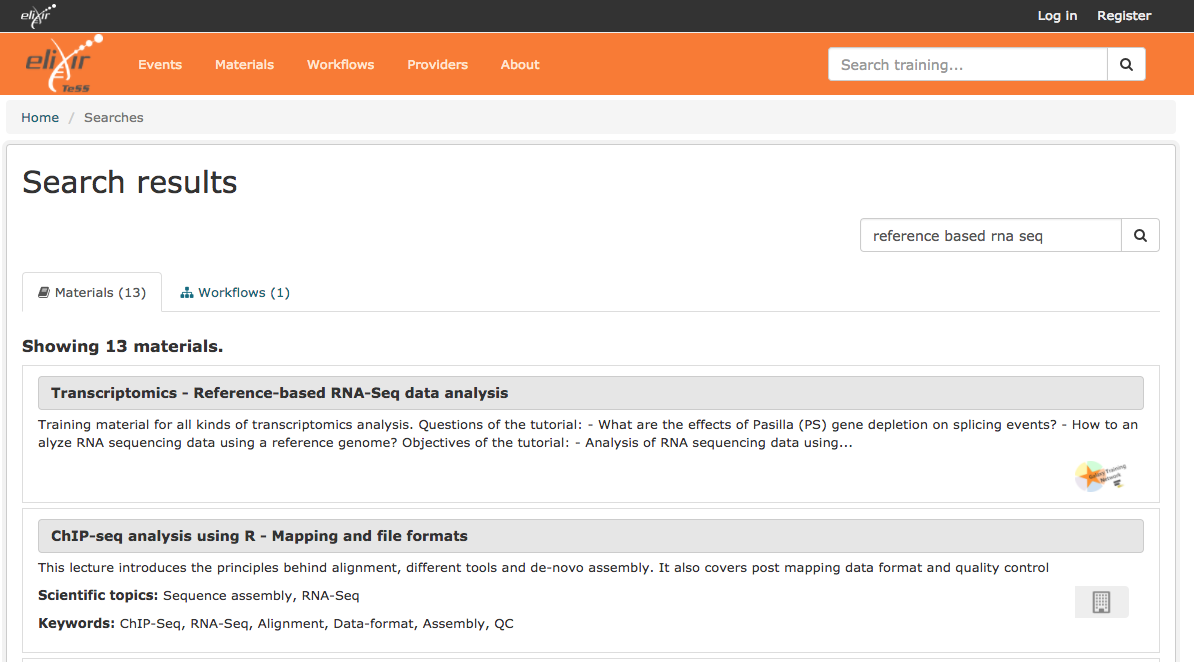 elixir
Log In Register
elixir
TeSS
Events Materials Workflows Providers About
Search training...
Home / Searches
Search results
reference based rna seq
Materials (13) Workflows (1)
Showing 13 materials.
Transcriptomics - Reference-based RNA-Seq data analysis
Training material for all kinds of transcriptomics analysis. Questions of the tutorial: - What are the effects of Pasilla (PS) gene depletion on splicing events? - How to an
alyze RNA sequencing data using a reference genome? Objectives of the tutorial: - Analysis of RNA sequencing data using...
Training
Network
ChIP-seq analysis using R - Mapping and file formats
This lecture introduces the principles behind alignment, different tools and de-novo assembly. It also covers post mapping data format and quality control
Scientific topics: Sequence assembly, RNA-Seq
Keywords: ChIP-Seq, RNA-Seq, Alignment, Data-format, Assembly, QC